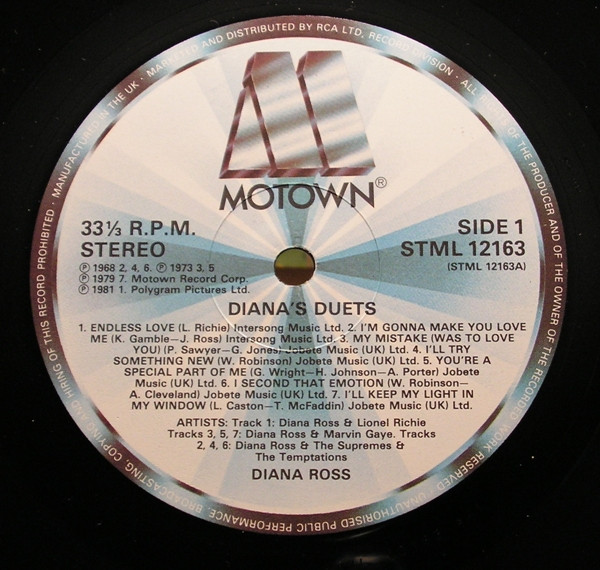 MANUFACTURED IN THE UK · MARKETED AND DISTRIBUTED BY RCA LTD, RECORD DIVISION · ALL RIGHTS OF THE PRODUCER AND OF THE OWNER OF THE RECORDED WORK RESERVED · UNAUTHORISED PUBLIC PERFORMANCE, BROADCASTING, COPYING AND HIRING OF THIS RECORD PROHIBITED ·
MOTOWN®
33⅓ R.P.M.
STEREO
SIDE 1
STML 12163
(STML 12163A)
℗ 1968 2, 4, 6. ℗ 1973 3, 5
℗ 1979 7. Motown Record Corp.
℗ 1981 1. Polygram Pictures Ltd.
DIANA'S DUETS
1. ENDLESS LOVE (L. Richie) Intersong Music Ltd. 2. I'M GONNA MAKE YOU LOVE
ME (K. Gamble—J. Ross) Intersong Music Ltd. 3. MY MISTAKE (WAS TO LOVE
YOU) (P. Sawyer—G. Jones) Jobete Music (UK) Ltd. 4. I'LL TRY
SOMETHING NEW (W. Robinson) Jobete Music (UK) Ltd. 5. YOU'RE A
SPECIAL PART OF ME (G. Wright—H. Johnson—A. Porter) Jobete
Music (UK) Ltd. 6. I SECOND THAT EMOTION (W. Robinson—
A. Cleveland) Jobete Music (UK) Ltd. 7. I'LL KEEP MY LIGHT IN
MY WINDOW (L. Caston—T. McFaddin) Jobete Music (UK) Ltd.
ARTISTS: Track 1: Diana Ross & Lionel Richie
Tracks 3, 5, 7: Diana Ross & Marvin Gaye. Tracks
2, 4, 6: Diana Ross & The Supremes &
The Temptations
DIANA ROSS